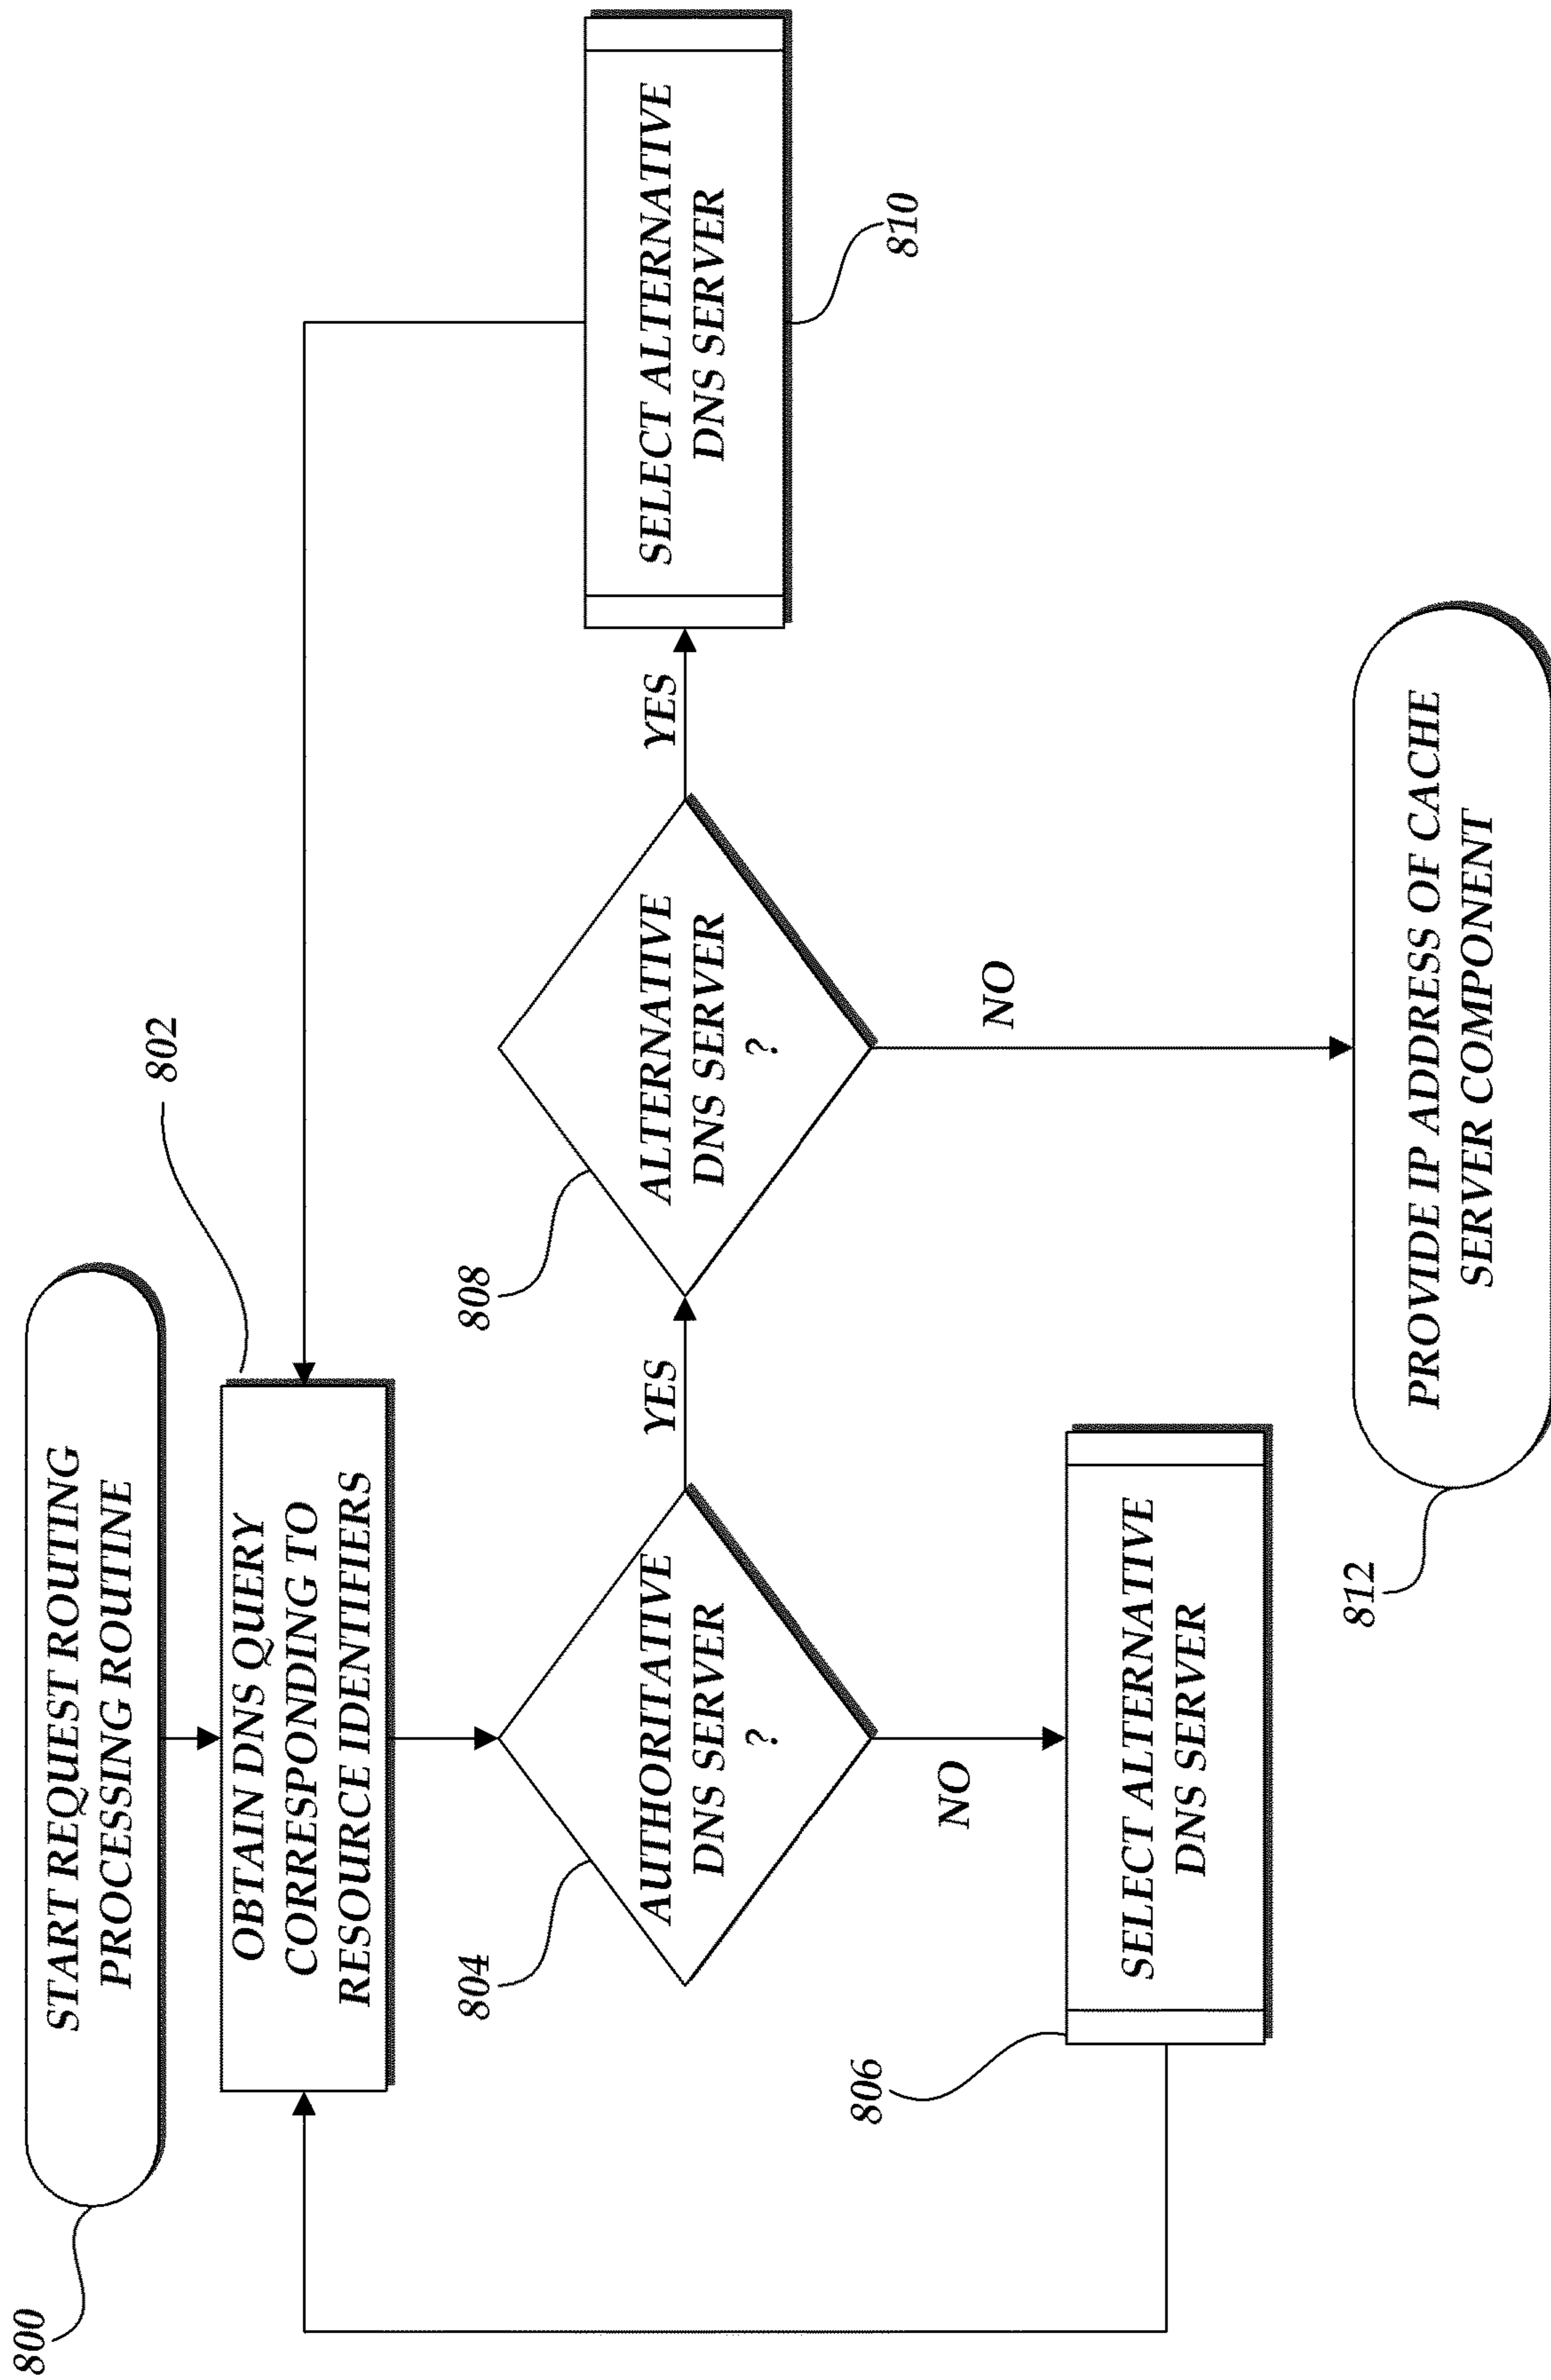 800
START REQUEST ROUTING
PROCESSING ROUTINE
802
OBTAIN DNS QUERY
CORRESPONDING TO
RESOURCE IDENTIFIERS
804
AUTHORITATIVE
DNS SERVER
?
YES
808
ALTERNATIVE
DNS SERVER
?
YES
SELECT ALTERNATIVE
DNS SERVER
810
NO
806
SELECT ALTERNATIVE
DNS SERVER
NO
812
PROVIDE IP ADDRESS OF CACHE
SERVER COMPONENT